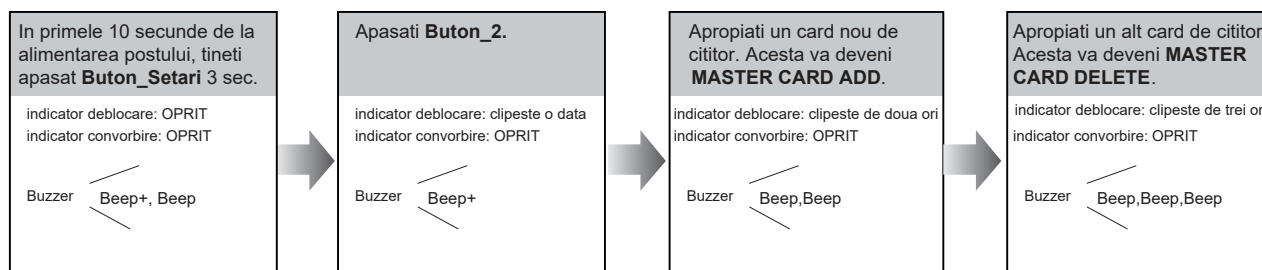 In primele 10 secunde de la
alimentarea postului, tineti
apasat Buton_Setari 3 sec.
indicator deblocare: OPRIT
indicator convorbire: OPRIT
Buzzer
Beep+, Beep
Apasati Buton_2.
indicator deblocare: clipeste o data
indicator convorbire: OPRIT
Buzzer
Beep+
Apropiati un card nou de
cititor. Acesta va deveni
MASTER CARD ADD.
indicator deblocare: clipeste de doua ori
indicator convorbire: OPRIT
Buzzer
Beep,Beep
Apropiati un alt card de cititor
Acesta va deveni MASTER
CARD DELETE.
indicator deblocare: clipeste de trei or
indicator convorbire: OPRIT
Buzzer
Beep,Beep,Beep